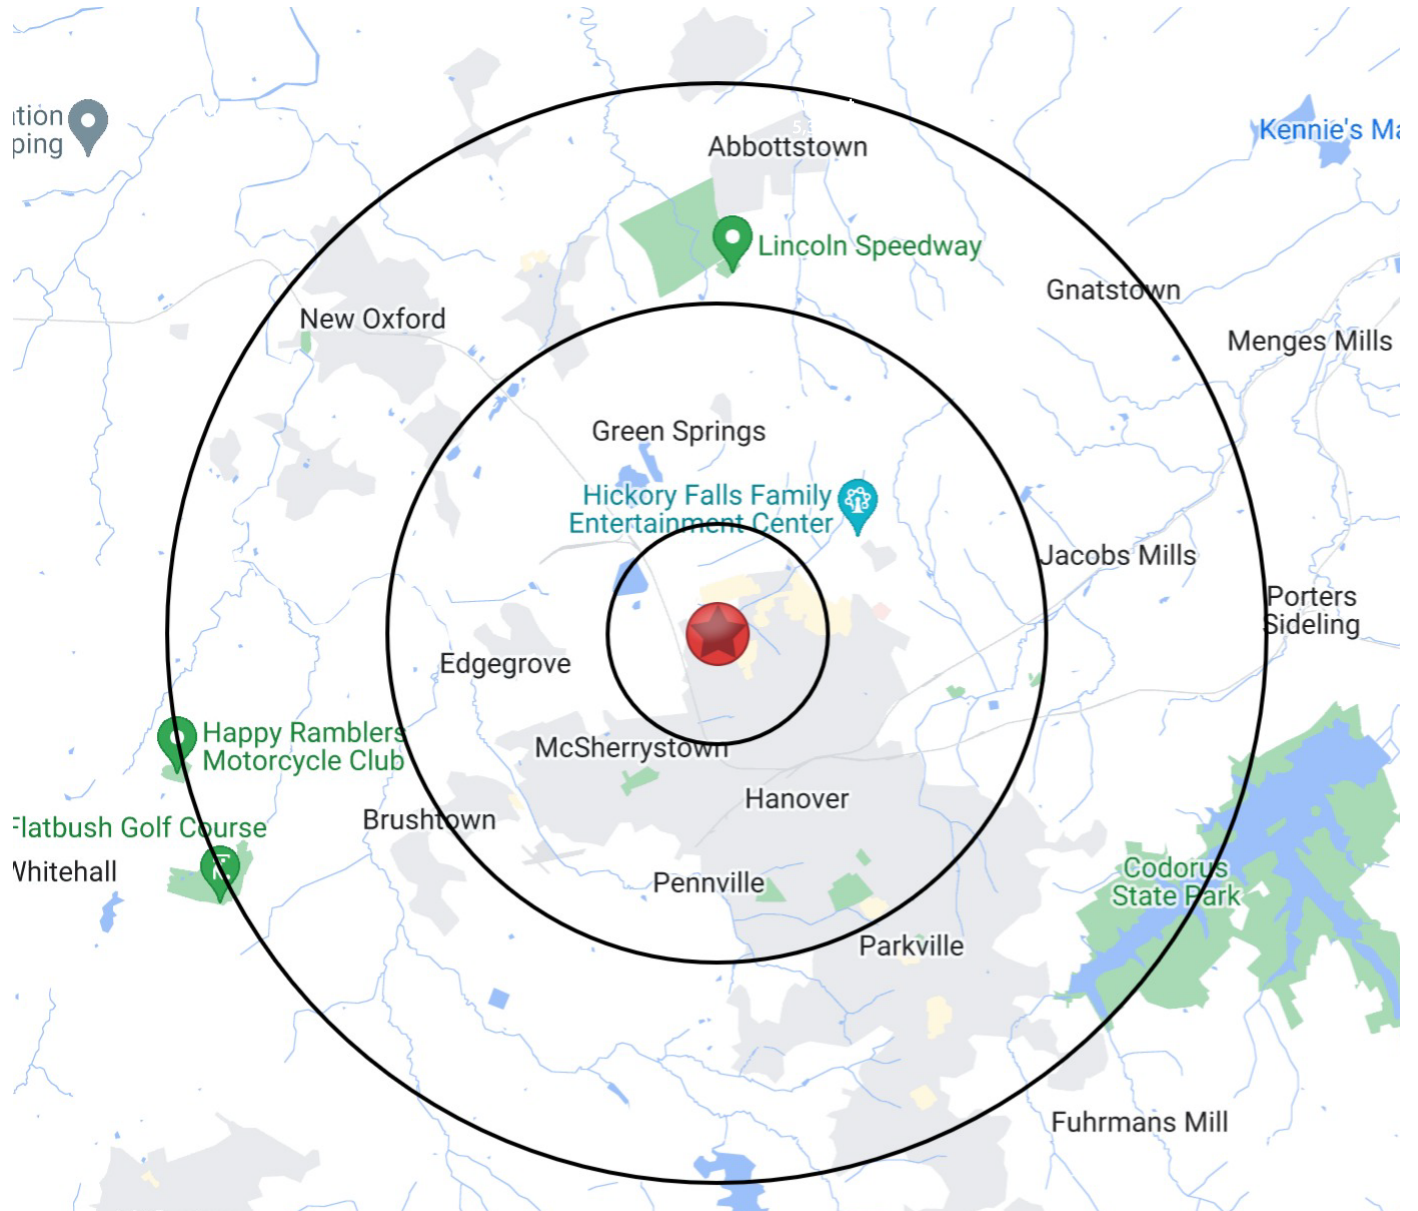 tion
ping
Kennie's Ma
Abbottstown
Lincoln Speedway
Gnatstown
New Oxford
Menges Mills
Green Springs
Hickory Falls Family
Entertainment Center
Jacobs Mills
Porters
Sideling
Edgegrove
Happy Ramblers
Motorcycle Club
McSherrystown
Hanover
Brushtown
Flatbush Golf Course
Whitehall
Codorus
State Park
Pennville
Parkville
Fuhrmans Mill